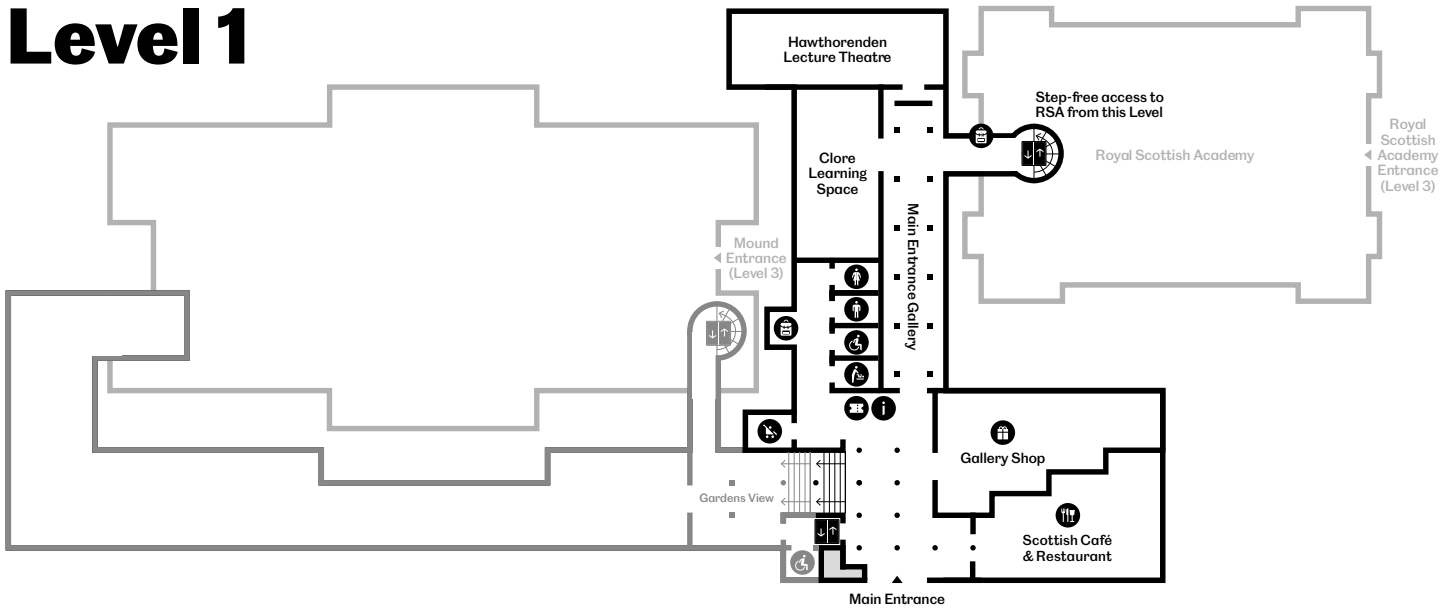 Level 1
Hawthorenden
Lecture Theatre
Step-free access to
RSA from this Level
Royal Scottish Academy
Royal
Scottish
Academy
Entrance
(Level 3)
Clore
Learning
Space
Main Entrance Gallery
Mound
Entrance
(Level 3)
i
Gallery Shop
Gardens View
Scottish Café
& Restaurant
Main Entrance